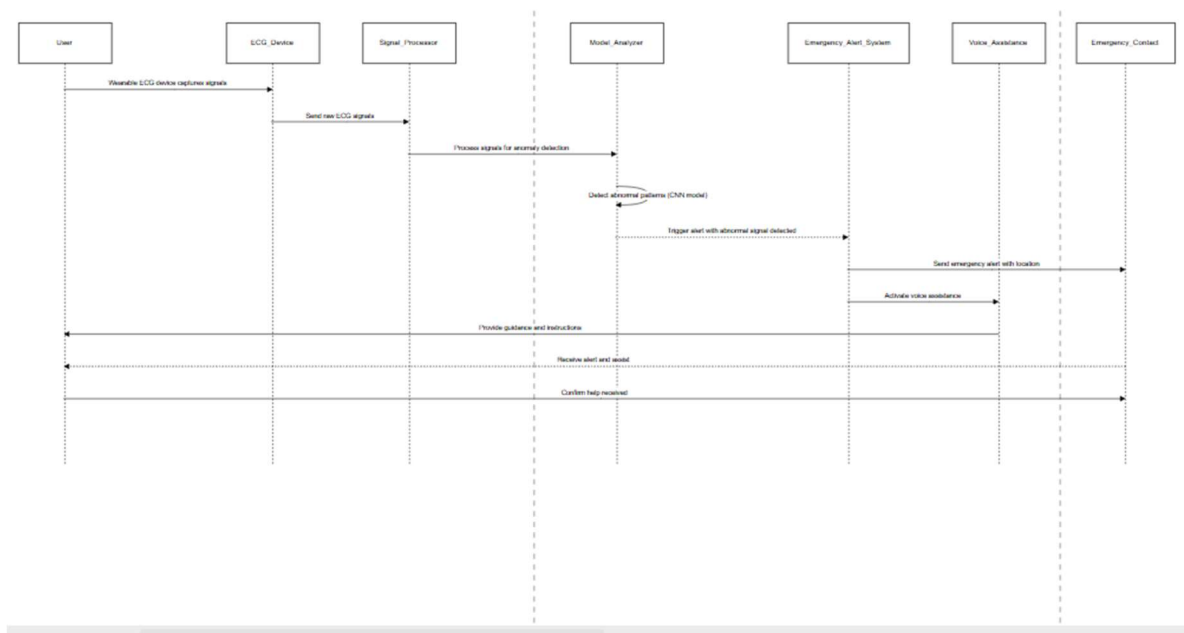 User
ECG_Device
Signal_Processor
Model_Analyzer
Emergency_Alert_System
Voice_Assistance
Emergency_Contact
Wearable ECG device captures signals
Send raw ECG signals
Process signals for anomaly detection
Detect abnormal patterns (CNN model)
Trigger alert with abnormal signal detected
Send emergency alert with location
Activate voice assistance
Provide guidance and instructions
Receive alert and assist
Confirm help received